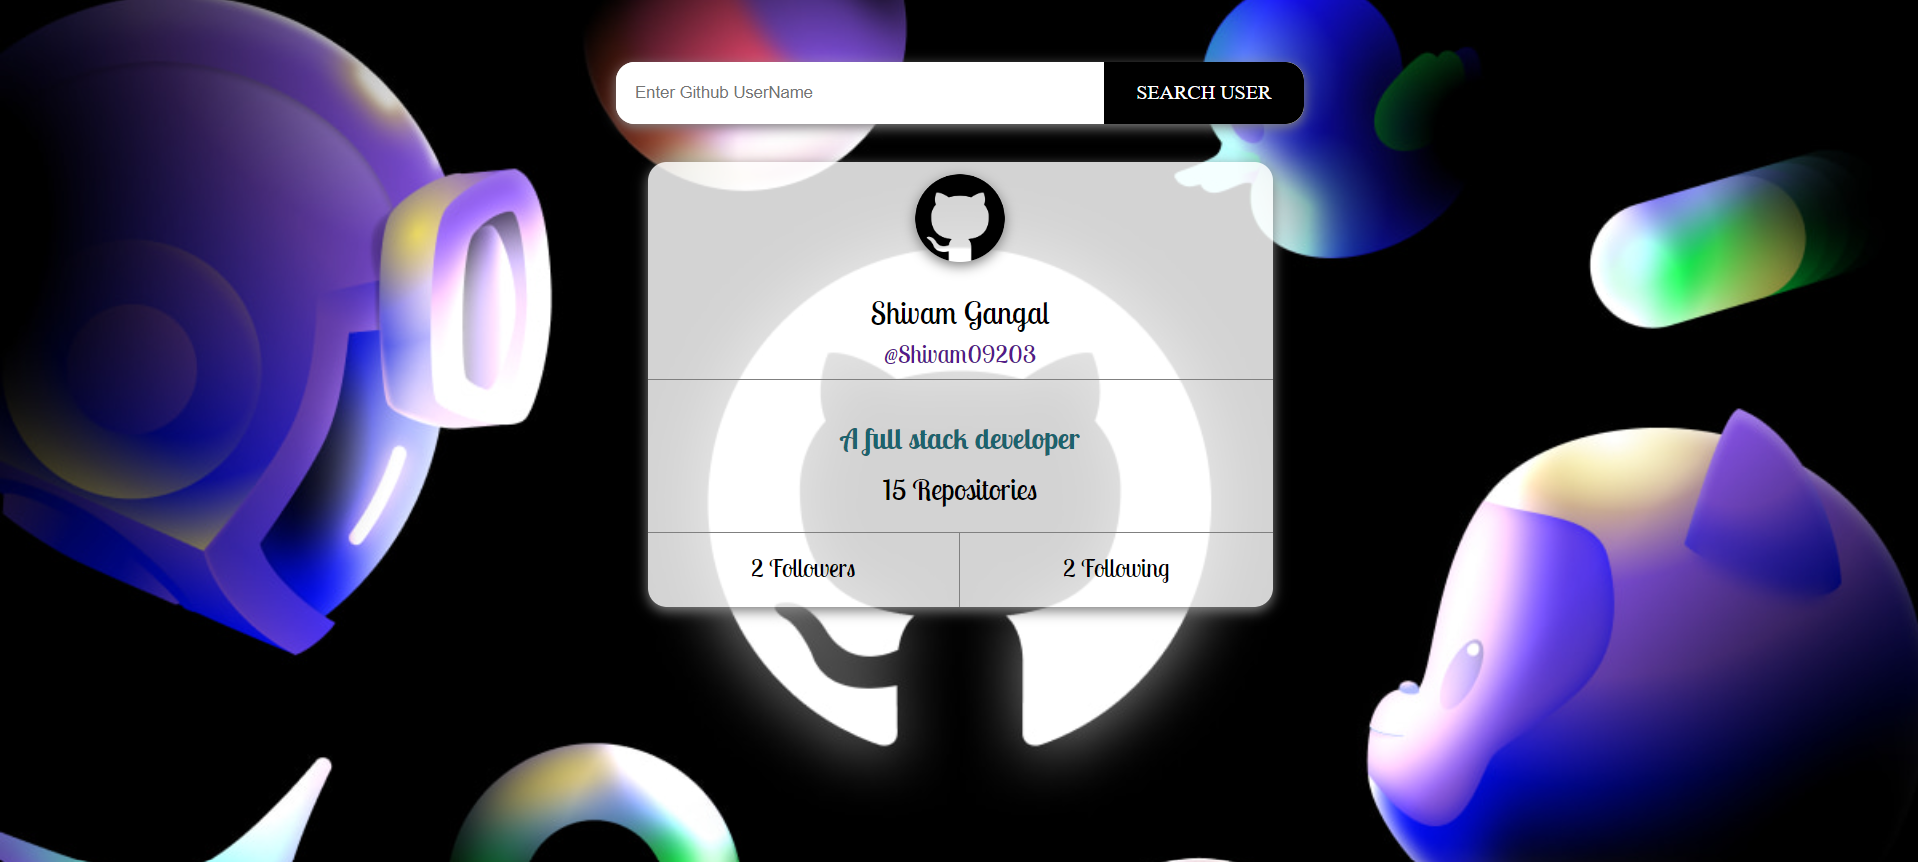 Enter Github UserName
SEARCH USER
Shivam Gangal
@Shivam09203
A full stack developer
15 Repositories
2 Followers
2 Following